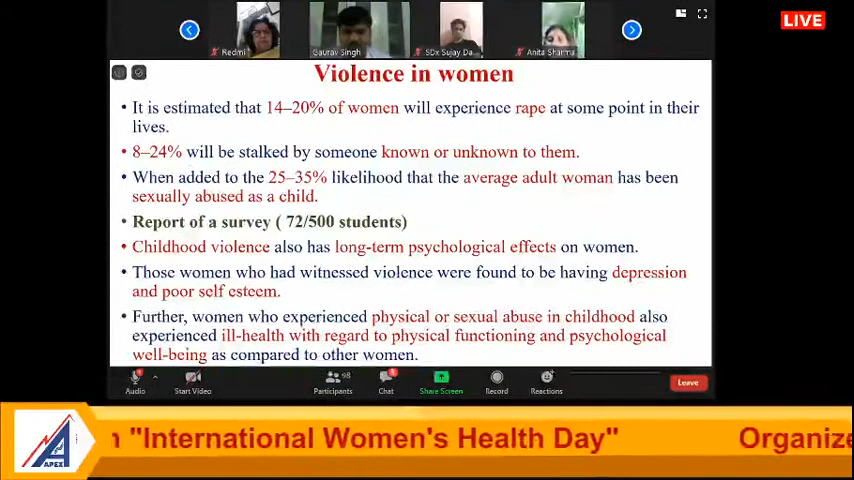 LIVE
Redmi
Gaurav Singh
SDx Sujay Da...
Anita Sharma
Violence in women
• It is estimated that 14–20% of women will experience rape at some point in their
lives.
• 8–24% will be stalked by someone known or unknown to them.
• When added to the 25–35% likelihood that the average adult woman has been
sexually abused as a child.
• Report of a survey ( 72/500 students)
• Childhood violence also has long-term psychological effects on women.
• Those women who had witnessed violence were found to be having depression
and poor self esteem.
• Further, women who experienced physical or sexual abuse in childhood also
experienced ill-health with regard to physical functioning and psychological
well-being as compared to other women.
98
Audio
Start Video
Participants
Chat
Share Screen
Record
Reactions
Leave
n "International Women's Health Day"
Organize
APEX